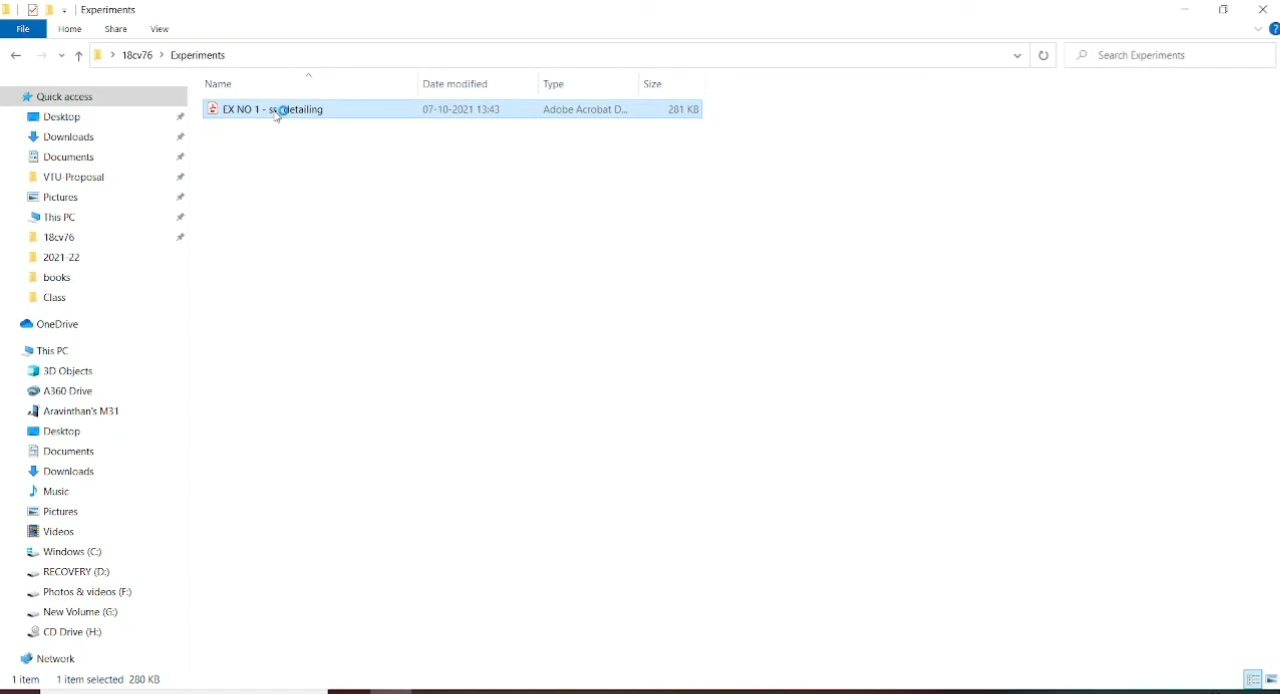 Experiments
File Home Share View
18cv76 Experiments
Search Experiments
Name Date modified Type Size
EX NO 1 - detailing 07-10-2021 13:43 Adobe Acrobat D... 281 KB
Quick access
Desktop
Downloads
Documents
VTU-Proposal
Pictures
This PC
18cv76
2021-22
books
Class
OneDrive
This PC
3D Objects
A360 Drive
Aravinthan's M31
Desktop
Documents
Downloads
Music
Pictures
Videos
Windows (C:)
RECOVERY (D:)
Photos & videos (F:)
New Volume (G:)
CD Drive (H:)
Network
1 item 1 item selected 280 KB